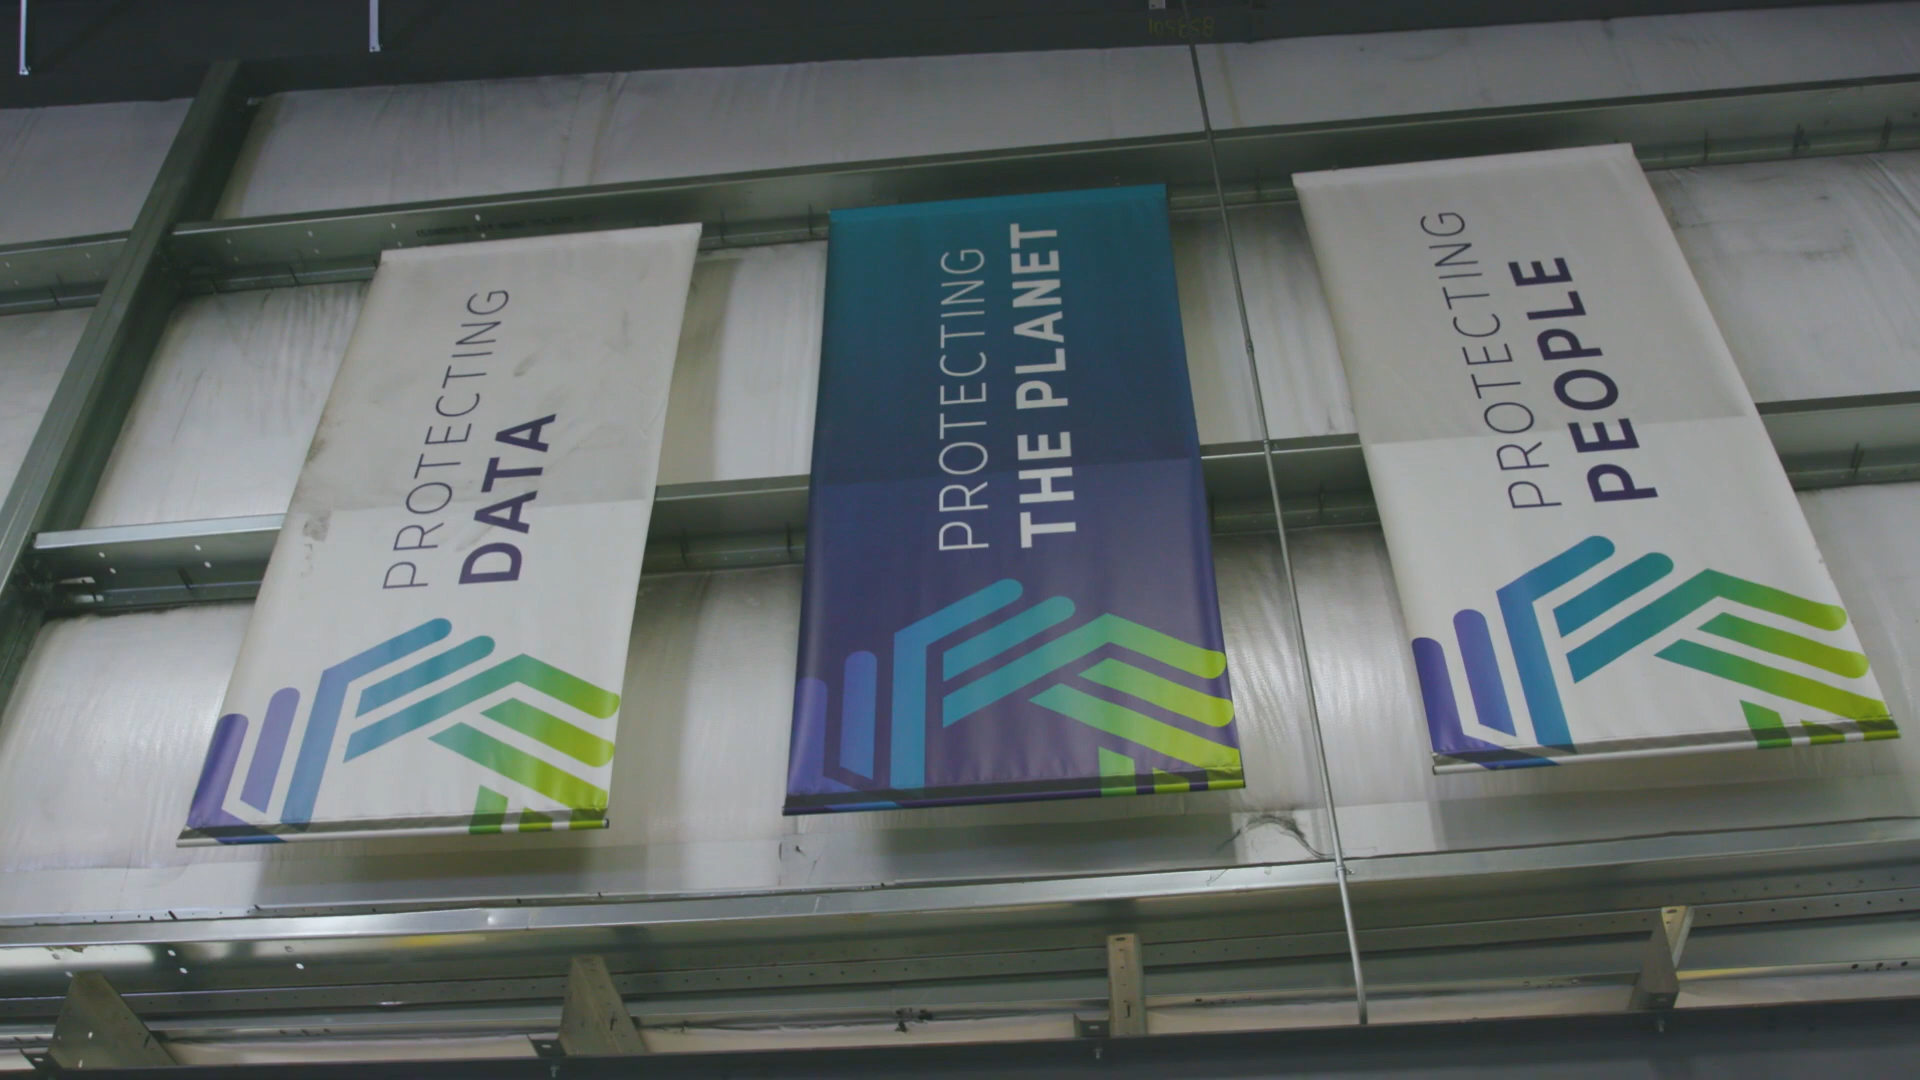 PROTECTING
DATA
PROTECTING
THE PLANET
PROTECTING
PEOPLE